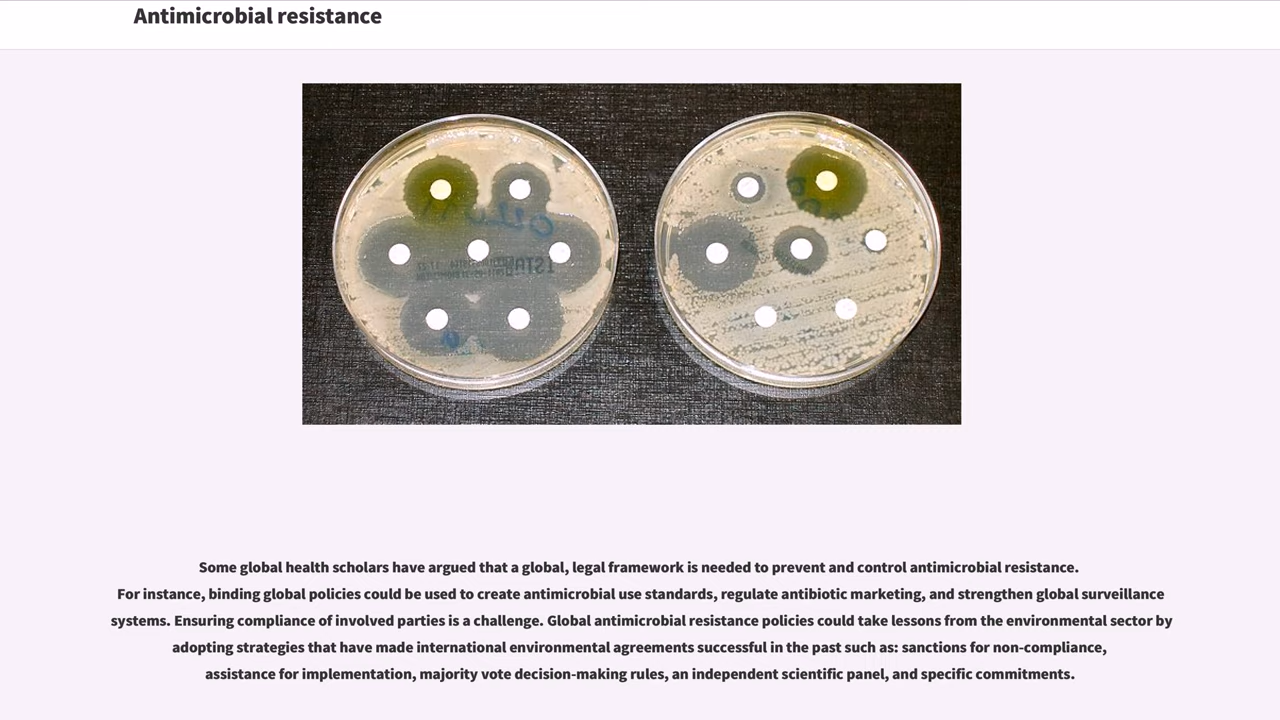 Antimicrobial resistance
Some global health scholars have argued that a global, legal framework is needed to prevent and control antimicrobial resistance.
For instance, binding global policies could be used to create antimicrobial use standards, regulate antibiotic marketing, and strengthen global surveillance
systems. Ensuring compliance of involved parties is a challenge. Global antimicrobial resistance policies could take lessons from the environmental sector by
adopting strategies that have made international environmental agreements successful in the past such as: sanctions for non-compliance,
assistance for implementation, majority vote decision-making rules, an independent scientific panel, and specific commitments.